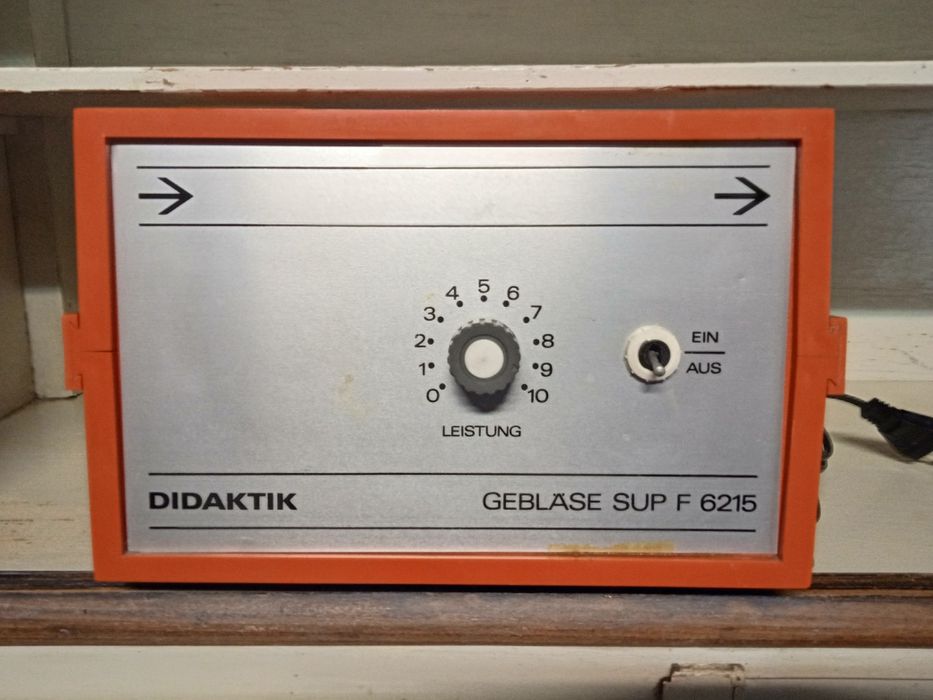 0 1 2 3 4 5 6 7 8 9 10
LEISTUNG
EIN
AUS
DIDAKTIK
GEBLÄSE SUP F 6215